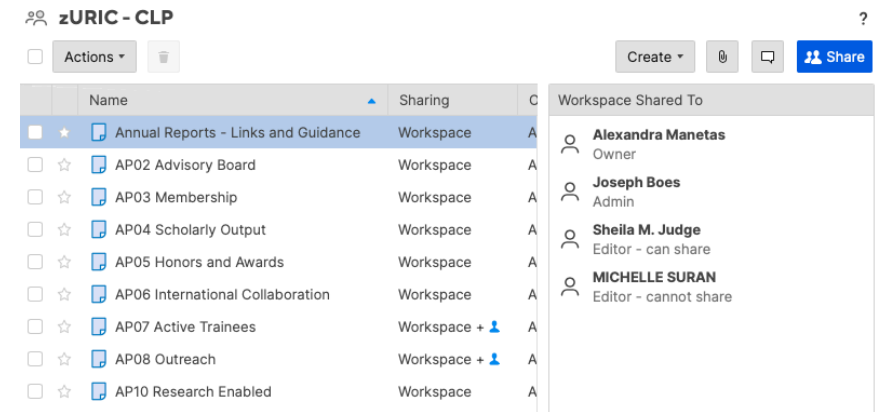 zURIC - CLP
?
Actions
Create
Share
Name
Sharing
C
Annual Reports - Links and Guidance
Workspace
A
AP02 Advisory Board
Workspace
A
AP03 Membership
Workspace
A
AP04 Scholarly Output
Workspace
A
AP05 Honors and Awards
Workspace
A
AP06 International Collaboration
Workspace
A
AP07 Active Trainees
Workspace +
A
AP08 Outreach
Workspace +
A
AP10 Research Enabled
Workspace
A
Workspace Shared To
Alexandra Manetas
Owner
Joseph Boes
Admin
Sheila M. Judge
Editor - can share
MICHELLE SURAN
Editor - cannot share